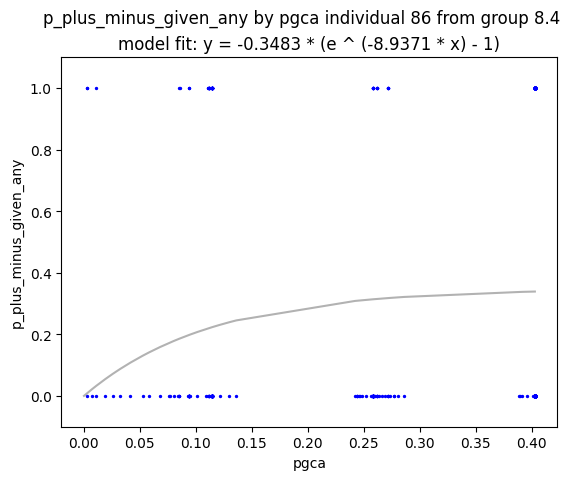 p_plus_minus_given_any by pgca individual 86 from group 8.4
model fit: y = -0.3483 * (e ^ (-8.9371 * x) - 1)
1.0
0.8
0.6
0.4
0.2
0.0
p_plus_minus_given_any
0.00 0.05 0.10 0.15 0.20 0.25 0.30 0.35 0.40
pgca